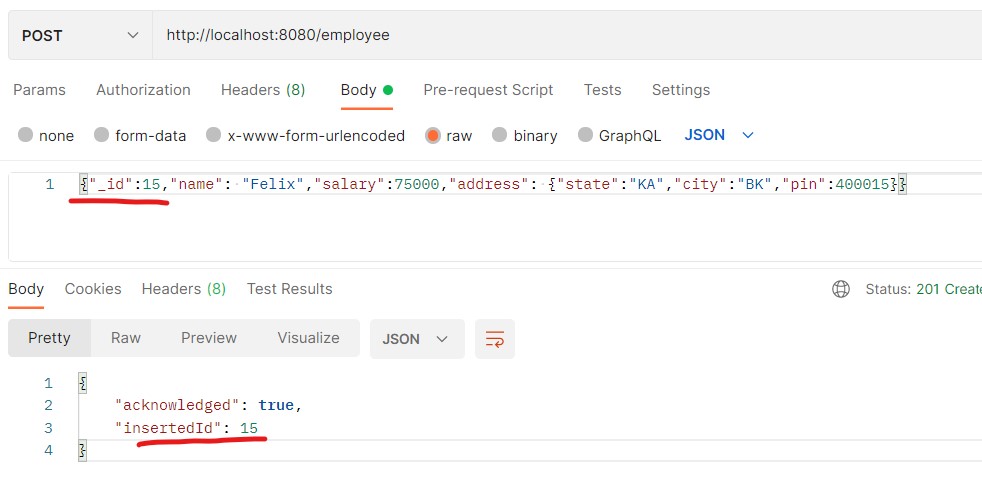 POST http://localhost:8080/employee
Params Authorization Headers (8) Body Pre-request Script Tests Settings
none form-data x-www-form-urlencoded raw binary GraphQL JSON
1 {"_id":15,"name": "Felix","salary":75000,"address": {"state":"KA","city":"BK","pin":400015}}
Body Cookies Headers (8) Test Results Status: 201 Create
Pretty Raw Preview Visualize JSON
1 {
2 "acknowledged": true,
3 "insertedId": 15
4 }